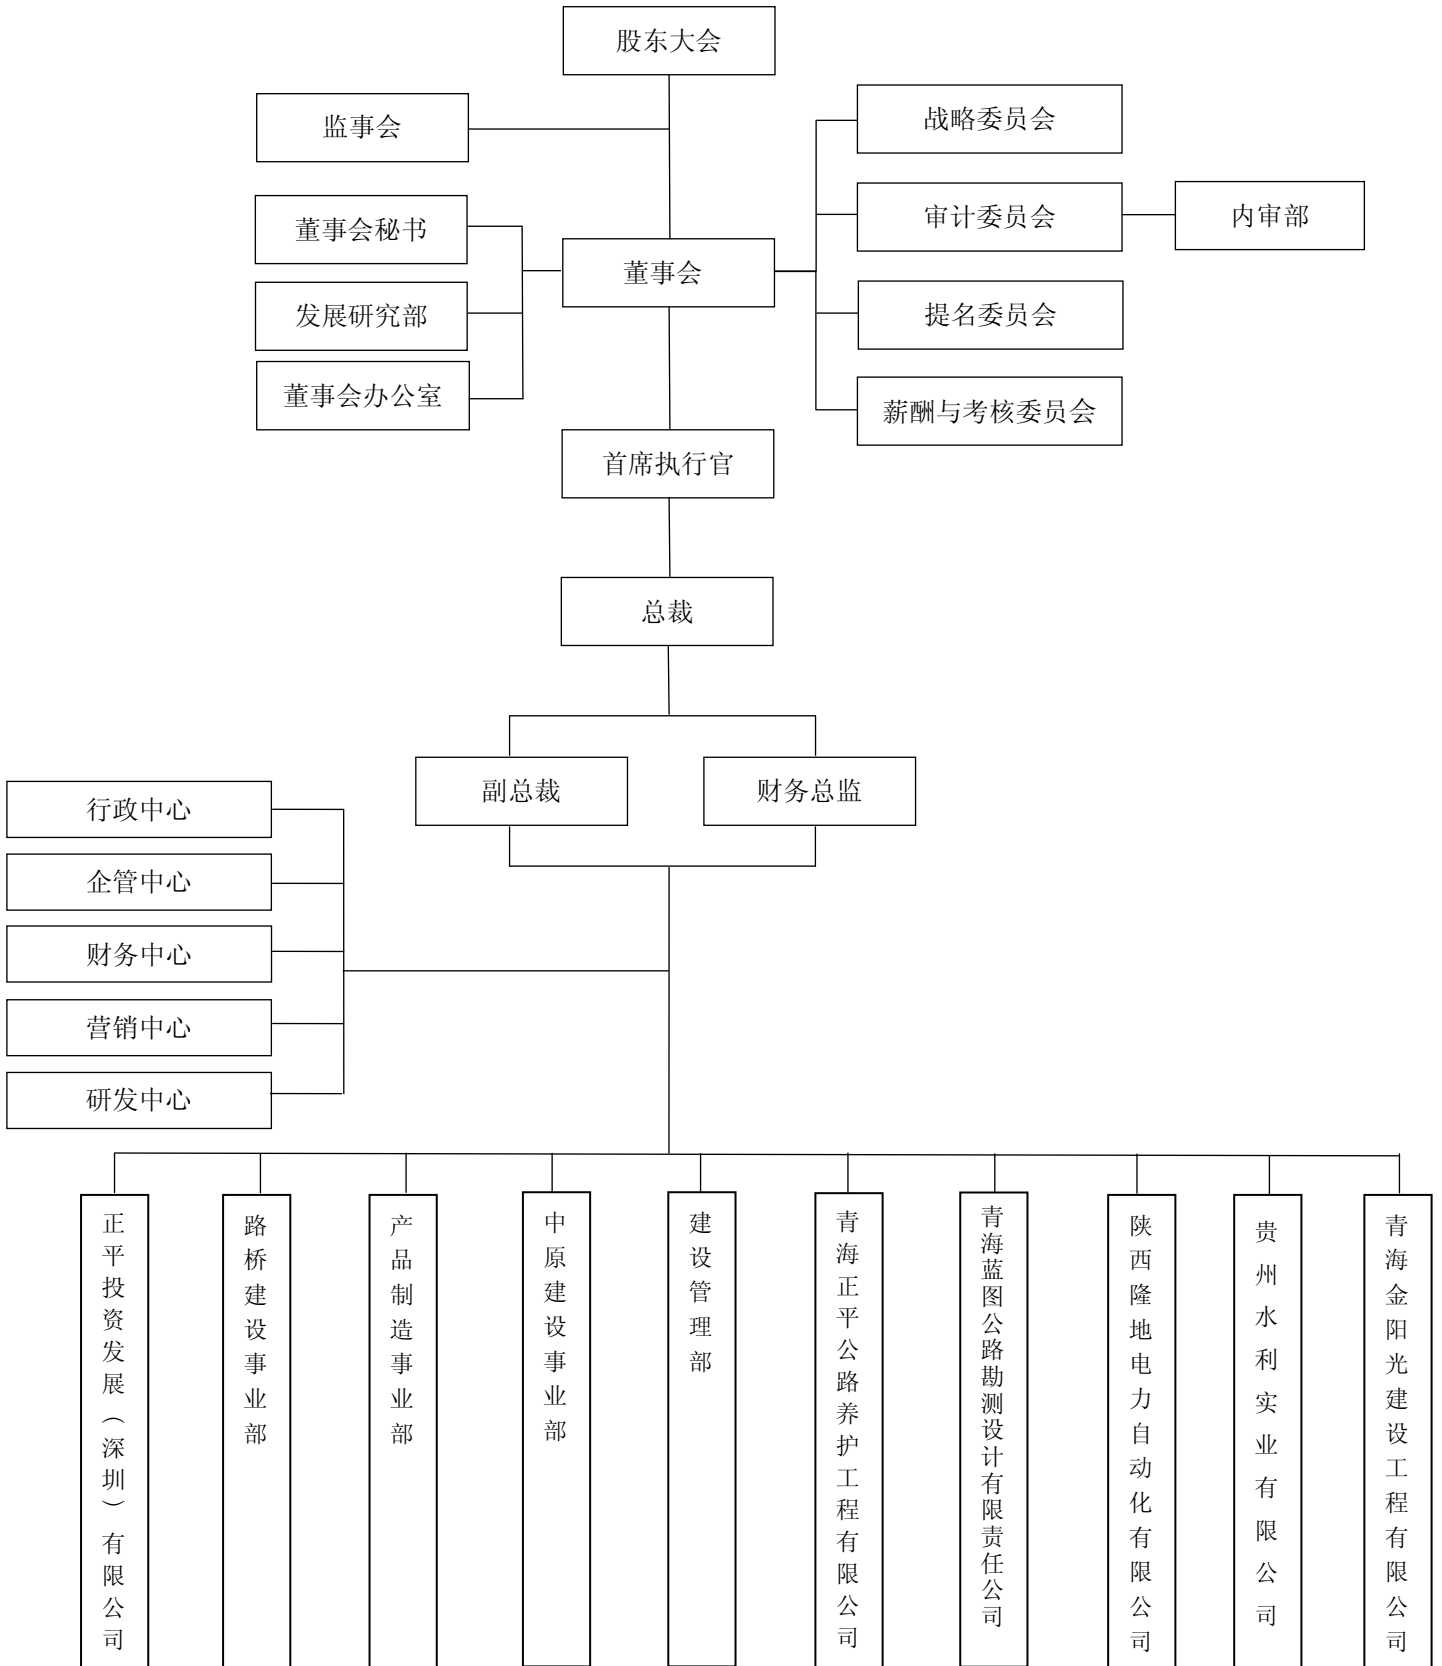 股东大会
监事会
战略委员会
董事会秘书
审计委员会
内审部
董事会
发展研究部
提名委员会
董事会办公室
薪酬与考核委员会
首席执行官
总裁
副总裁
财务总监
行政中心
企管中心
财务中心
营销中心
研发中心
正平投资发展（深圳）有限公司
路桥建设事业部
产品制造事业部
中原建设事业部
建设管理部
青海正平公路养护工程有限公司
青海蓝图公路勘测设计有限责任公司
陕西隆地电力自动化有限公司
贵州水利实业有限公司
青海金阳光建设工程有限公司